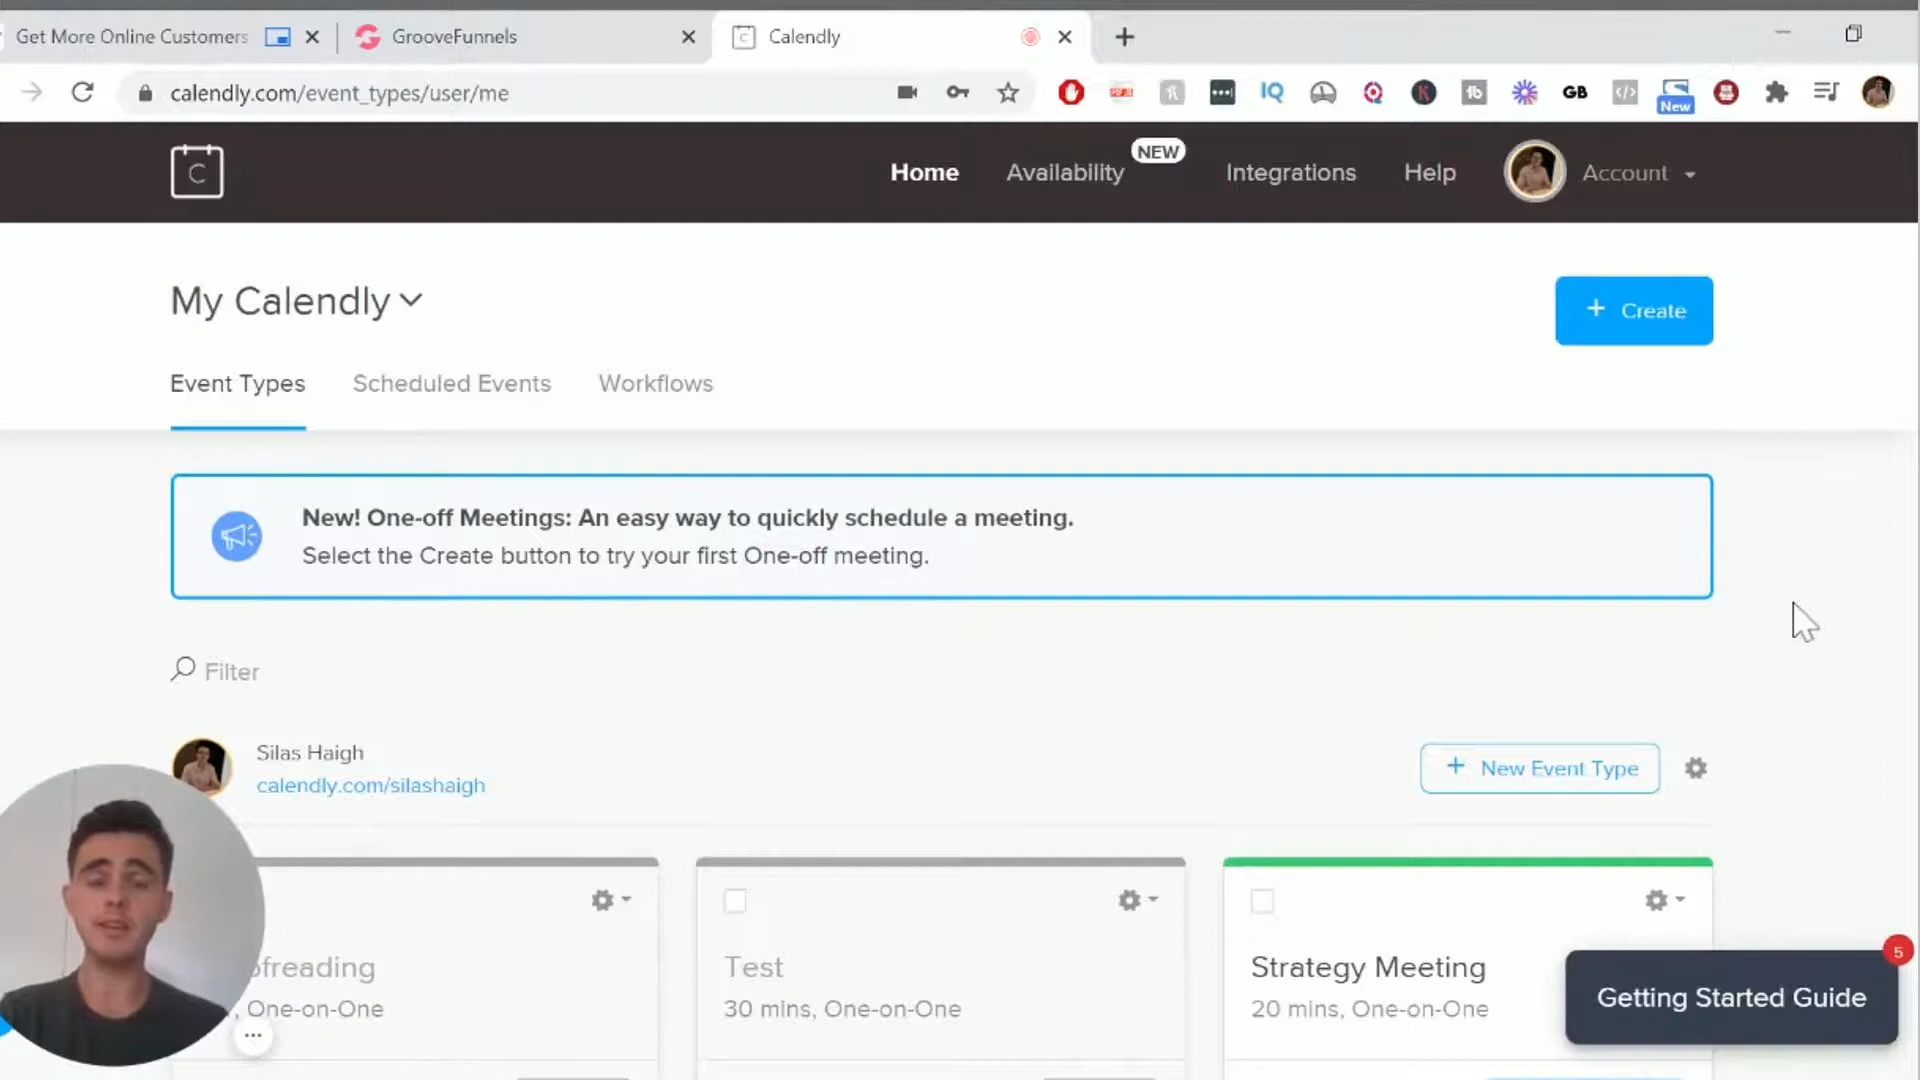 Get More Online Customers
GrooveFunnels
Calendly
calendly.com/event_types/user/me
IQ
GB
New
C
Home
Availability
NEW
Integrations
Help
Account
My Calendly
+ Create
Event Types
Scheduled Events
Workflows
New! One-off Meetings: An easy way to quickly schedule a meeting.
Select the Create button to try your first One-off meeting.
Filter
Silas Haigh
calendly.com/silashaigh
+ New Event Type
ofreading
Test
Strategy Meeting
, One-on-One
30 mins, One-on-One
20 mins, One-on-One
5
Getting Started Guide